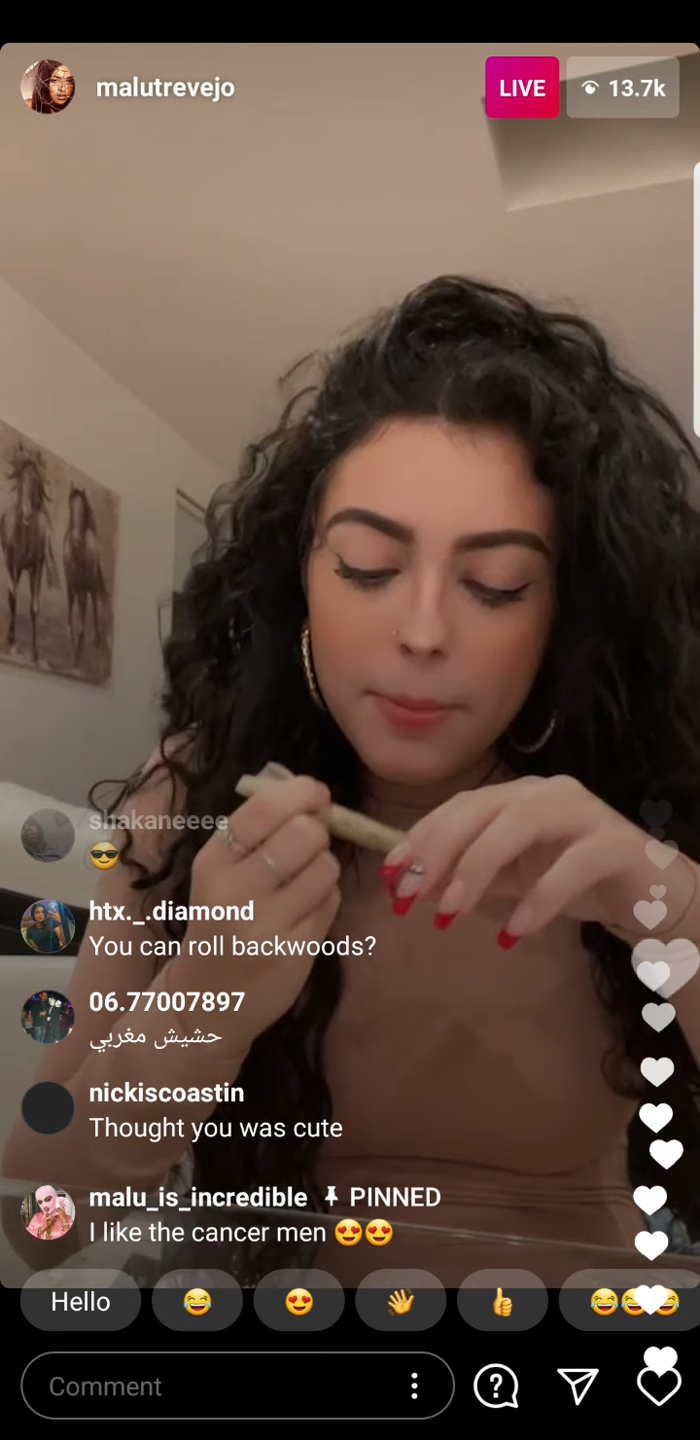 malutrevejo
LIVE
13.7k
shakaneeee
😎
htx._.diamond
You can roll backwoods?
06.77007897
حشيش مغربي
nickiscoastin
Thought you was cute
malu_is_incredible PINNED
I like the cancer men 😍😍
Hello 😂 😍 👋 👍 😂😂😂
Comment